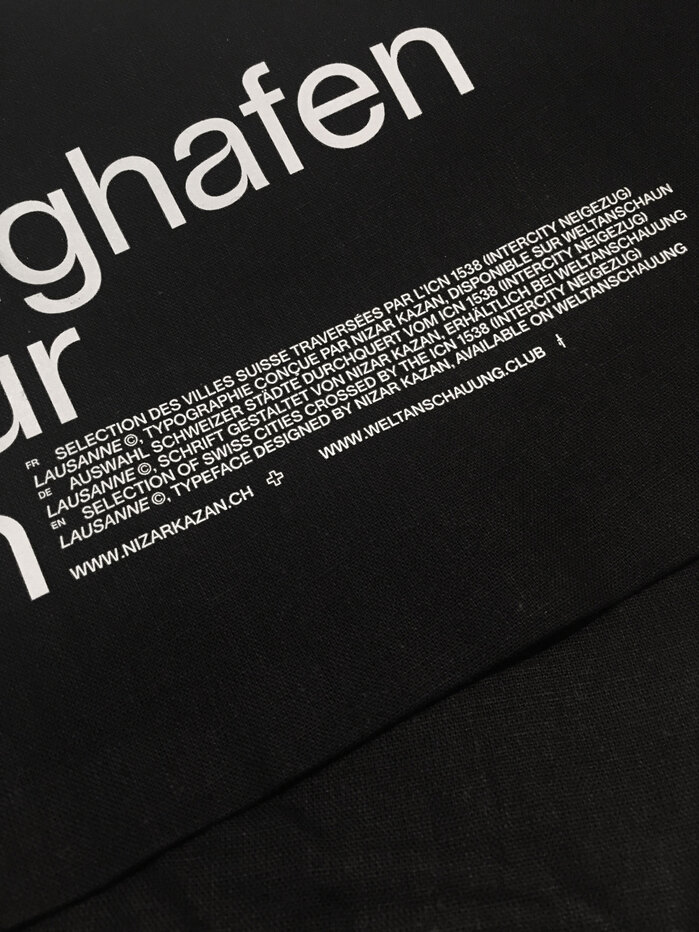 ghafen
ur
n
FR SELECTION DES VILLES SUISSE TRAVERSÉES PAR L'ICN 1538 (INTERCITY NEIGEZUG)
LAUSANNE ©, TYPOGRAPHIE CONÇUE PAR NIZAR KAZAN, DISPONIBLE SUR WELTANSCHAUN
DE AUSWAHL SCHWEIZER STÄDTE DURCHQUERT VOM ICN 1538 (INTERCITY NEIGEZUG)
LAUSANNE ©, SCHRIFT GESTALTET VON NIZAR KAZAN, ERHÄLTLICH BEI WELTANSCHAUUNG
EN SELECTION OF SWISS CITIES CROSSED BY THE ICN 1538 (INTERCITY NEIGEZUG)
LAUSANNE ©, TYPEFACE DESIGNED BY NIZAR KAZAN, AVAILABLE ON WELTANSCHAUUNG
WWW.NIZARKAZAN.CH WWW.WELTANSCHAUUNG.CLUB